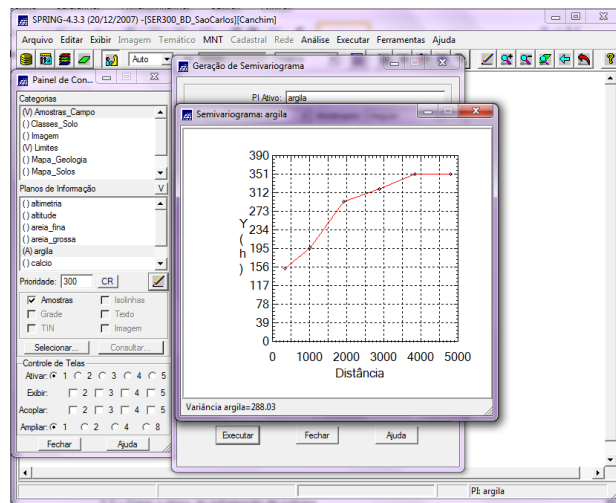 SPRING-4.3.3 (20/12/2007) -[SER300_BD_SaoCarlos][Canchim]
Arquivo Editar Exibir Imagem Temático MNT Cadastral Rede Análise Executar Ferramentas Ajuda
Auto
Painel de Con...
Categorias
(V) Amostras_Campo
( ) Classes_Solo
( ) Imagem
(V) Limites
( ) Mapa_Geologia
( ) Mapa_Solos
Planos de Informação V
( ) altimetria
( ) altitude
( ) areia_fina
( ) areia_grossa
(A) argila
( ) calcio
Prioridade: 300 CR
Amostras Isolinhas
Grade Texto
TIN Imagem
Selecionar... Consultar...
Controle de Telas
Ativar: 1 2 3 4 5
Exibir: 2 3 4 5
Acoplar: 2 3 4 5
Ampliar: 1 2 4 8
Fechar Ajuda
Geração de Semivariograma
PI Ativo: argila
Semivariograma: argila
390
351
312
273
234
195
156
117
78
39
0
Y(h)
0 1000 2000 3000 4000 5000
Distância
Variância argila=288.03
Executar Fechar Ajuda
PI: argila